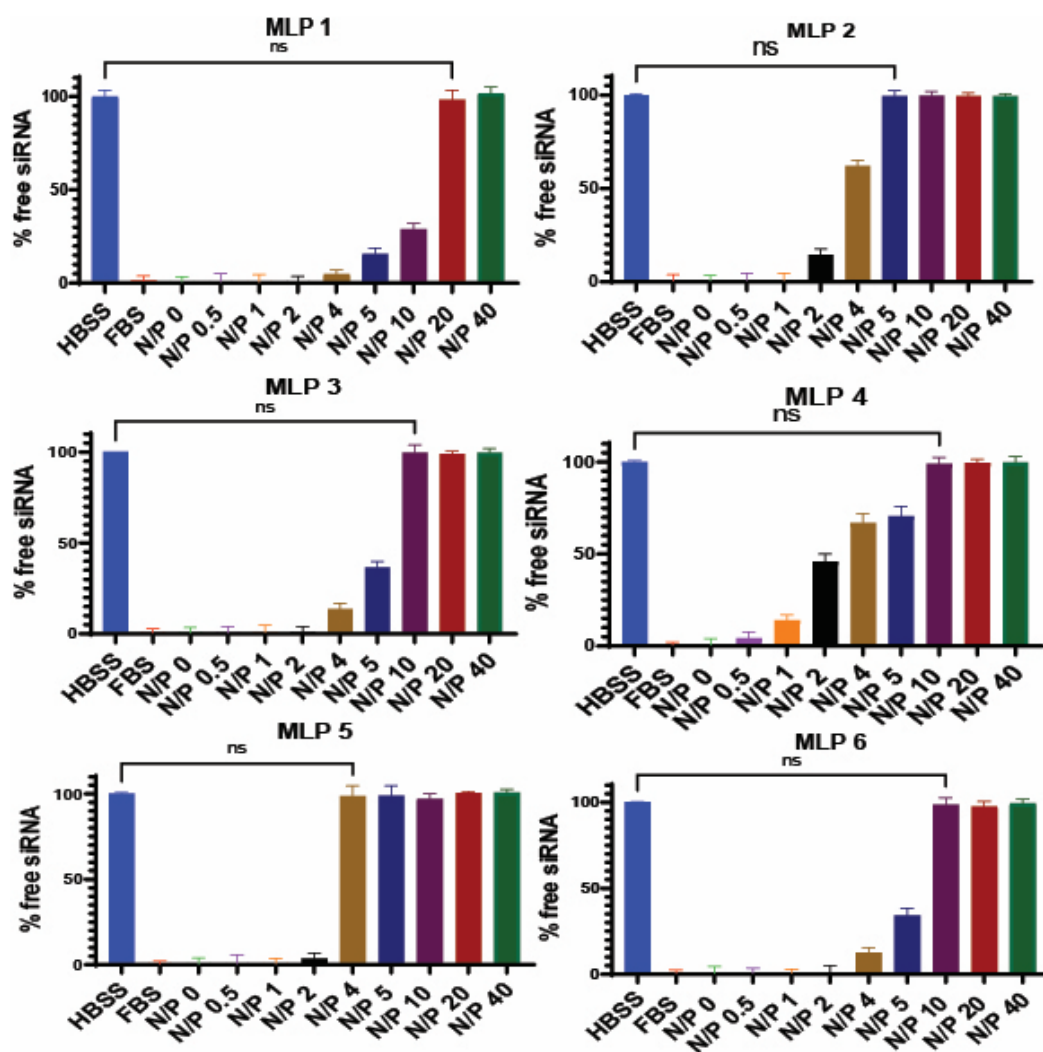 MLP 1
ns
% free siRNA
100
50
0
HBSS
FBS
N/P 0
N/P 0.5
N/P 1
N/P 2
N/P 4
N/P 5
N/P 10
N/P 20
N/P 40
MLP 2
ns
% free siRNA
100
50
0
HBSS
FBS
N/P 0
N/P 0.5
N/P 1
N/P 2
N/P 4
N/P 5
N/P 10
N/P 20
N/P 40
MLP 3
ns
% free siRNA
100
50
0
HBSS
FBS
N/P 0
N/P 0.5
N/P 1
N/P 2
N/P 4
N/P 5
N/P 10
N/P 20
N/P 40
MLP 4
ns
% free siRNA
100
50
0
HBSS
FBS
N/P 0
N/P 0.5
N/P 1
N/P 2
N/P 4
N/P 5
N/P 10
N/P 20
N/P 40
MLP 5
ns
% free siRNA
100
50
0
HBSS
FBS
N/P 0
N/P 0.5
N/P 1
N/P 2
N/P 4
N/P 5
N/P 10
N/P 20
N/P 40
MLP 6
ns
% free siRNA
100
50
0
HBSS
FBS
N/P 0
N/P 0.5
N/P 1
N/P 2
N/P 4
N/P 5
N/P 10
N/P 20
N/P 40